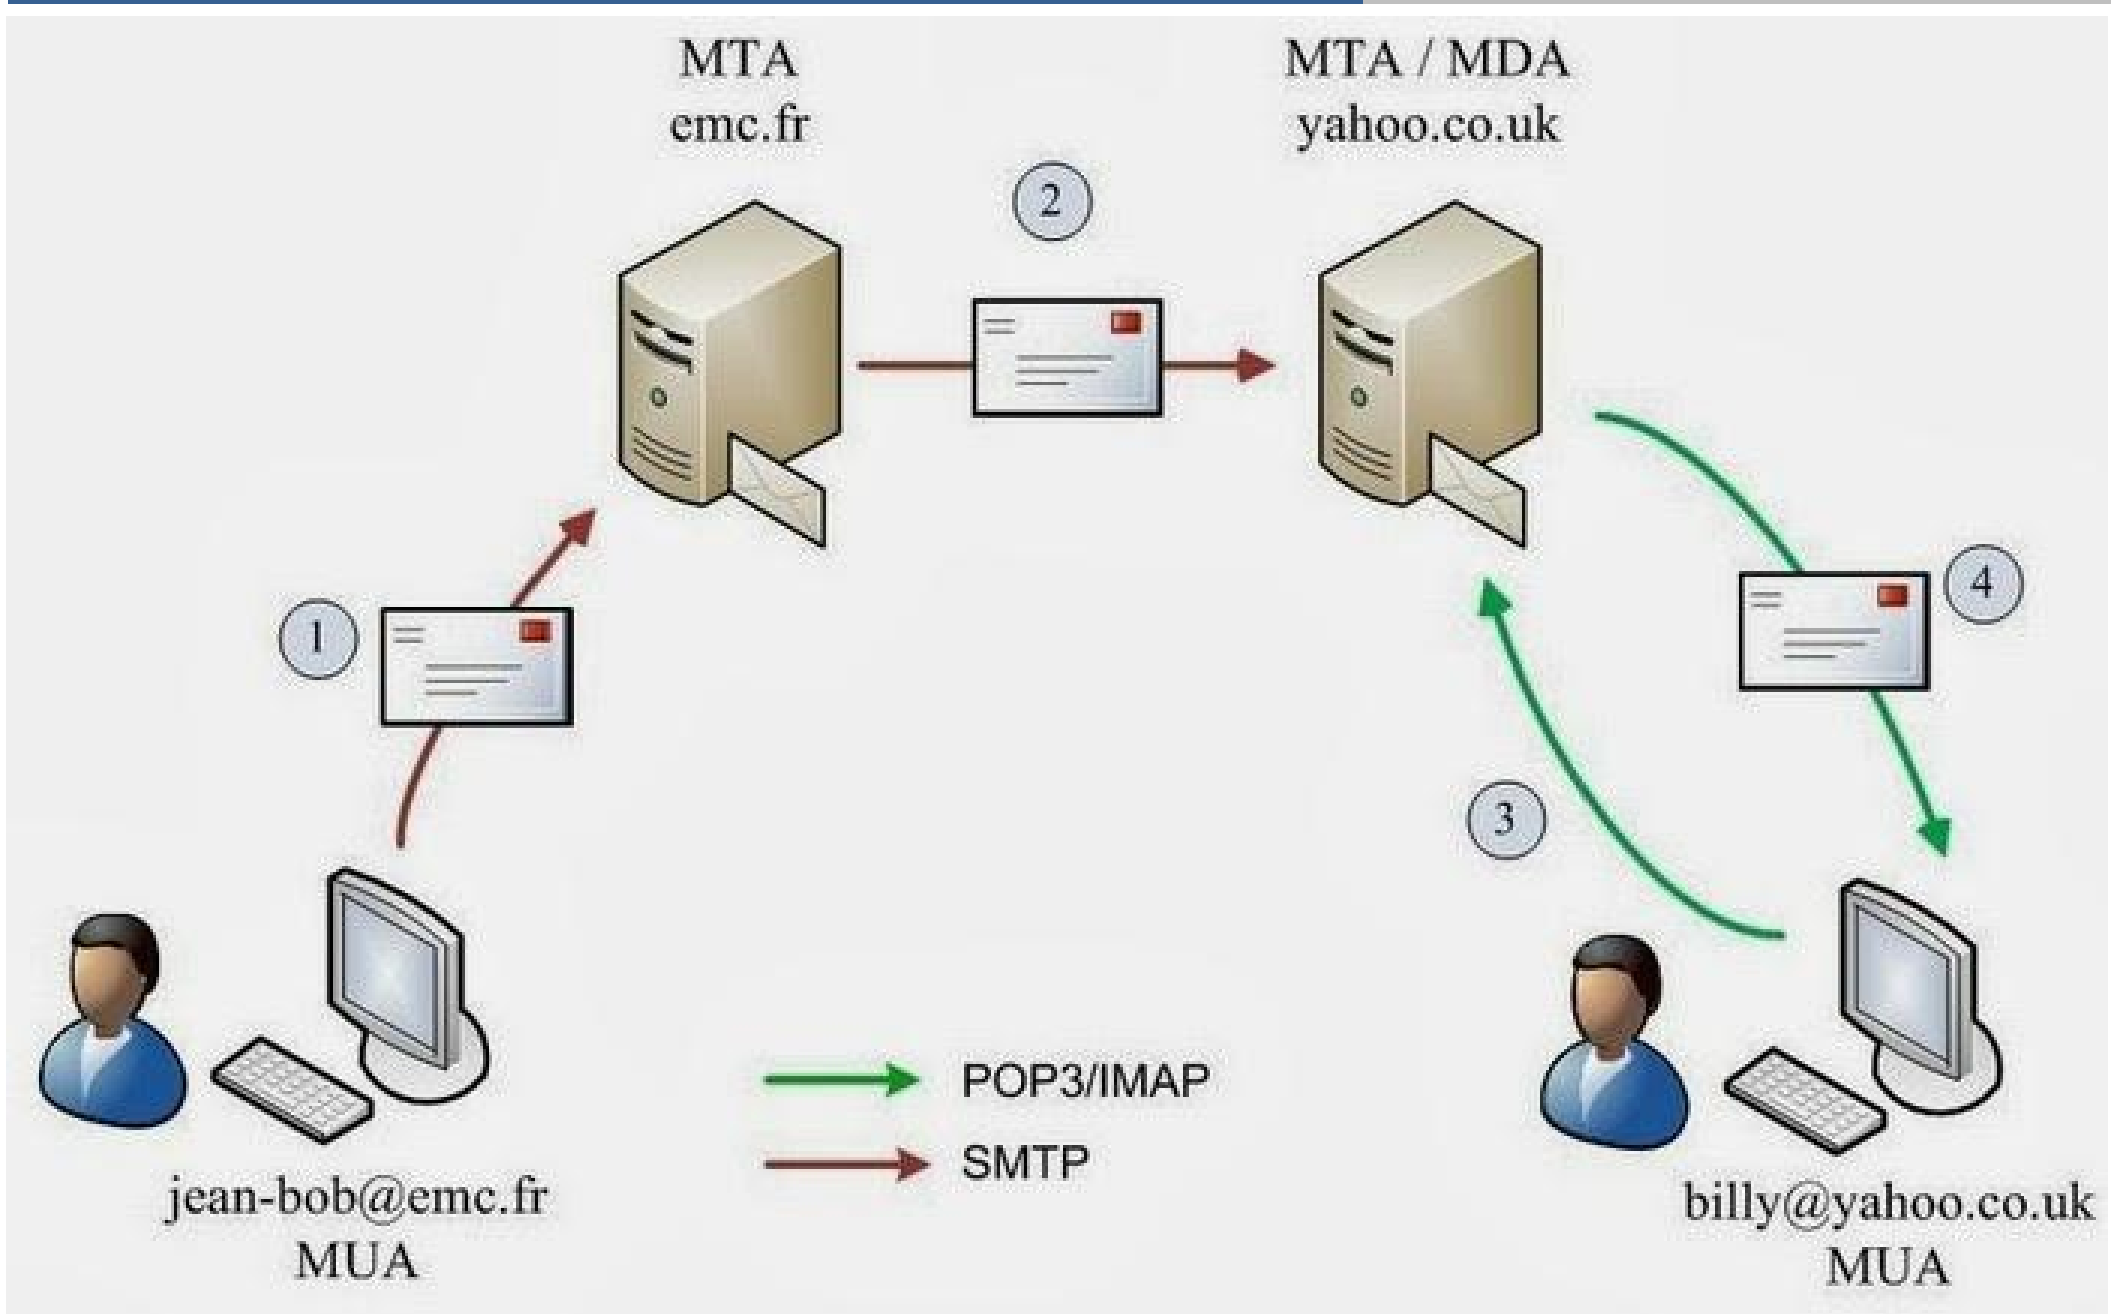 MTA
emc.fr
MTA / MDA
yahoo.co.uk
2
1
4
3
POP3/IMAP
SMTP
jean-bob@emc.fr
MUA
billy@yahoo.co.uk
MUA